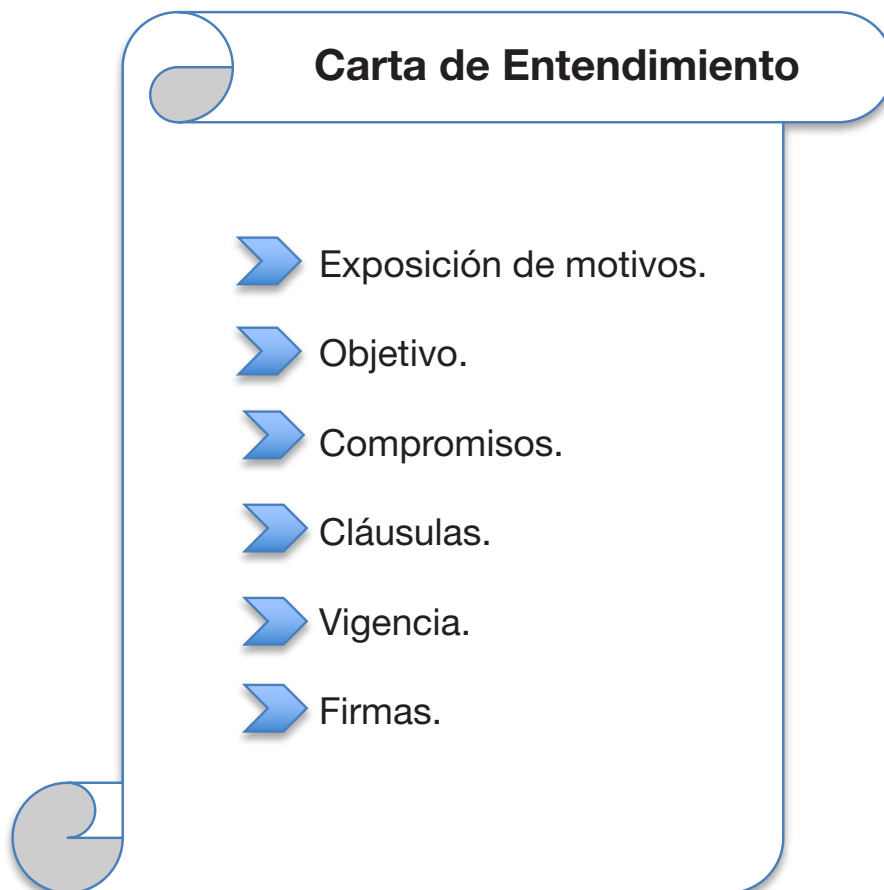 Carta de Entendimiento
Exposición de motivos.
Objetivo.
Compromisos.
Cláusulas.
Vigencia.
Firmas.